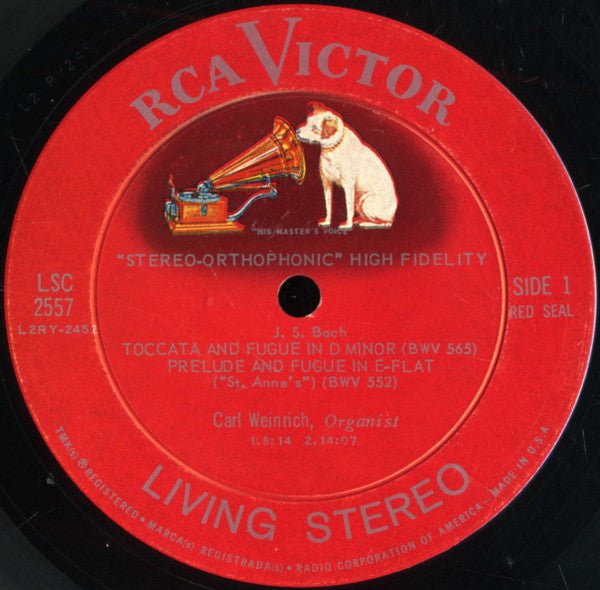 RCA VICTOR
"HIS MASTER'S VOICE"
"STEREO-ORTHOPHONIC" HIGH FIDELITY
LSC
2557
L2RY-2452
SIDE 1
RED SEAL
J. S. Bach
TOCCATA AND FUGUE IN D MINOR (BWV 565)
PRELUDE AND FUGUE IN E-FLAT
("St. Anne's") (BWV 552)
Carl Weinrich, Organist
1. 8:14 2. 14:07
LIVING STEREO
TMK(s) ® REGISTERED • MARCA(s) REGISTRADA(s) • RADIO CORPORATION OF AMERICA — MADE IN U.S.A